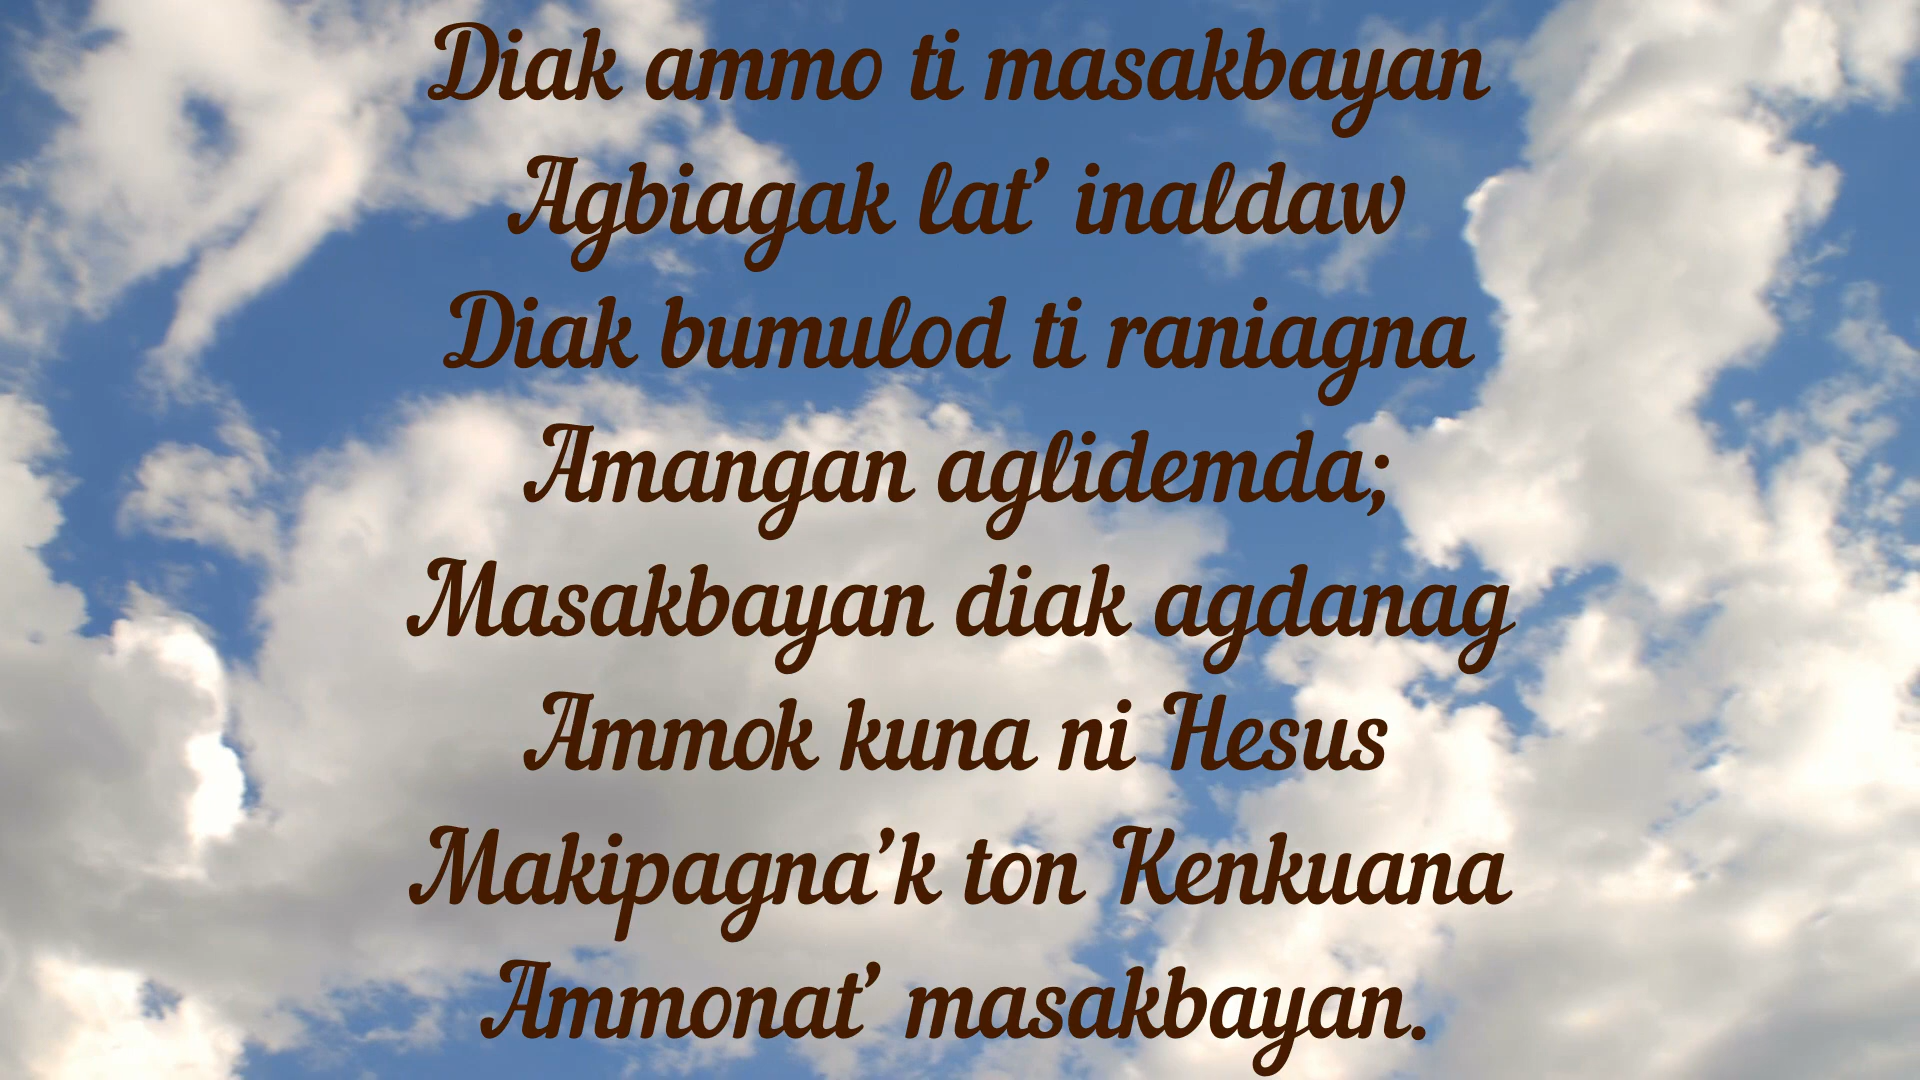 Diak ammo ti masakbayan
Agbiagak lat’ inaldaw
Diak bumulod ti raniagna
Amangan aglidemda;
Masakbayan diak agdanag
Ammok kuna ni Hesus
Makipagna’k ton Kenkuana
Ammonat’ masakbayan.